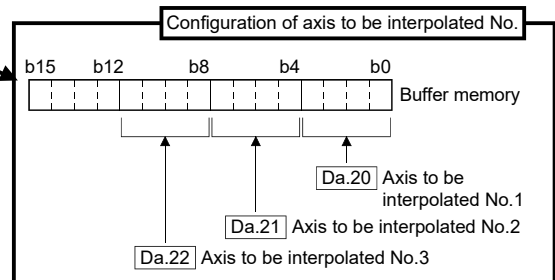 Configuration of axis to be interpolated No.
b15 b12 b8 b4 b0
Buffer memory
Da.20 Axis to be
interpolated No.1
Da.21 Axis to be interpolated No.2
Da.22 Axis to be interpolated No.3